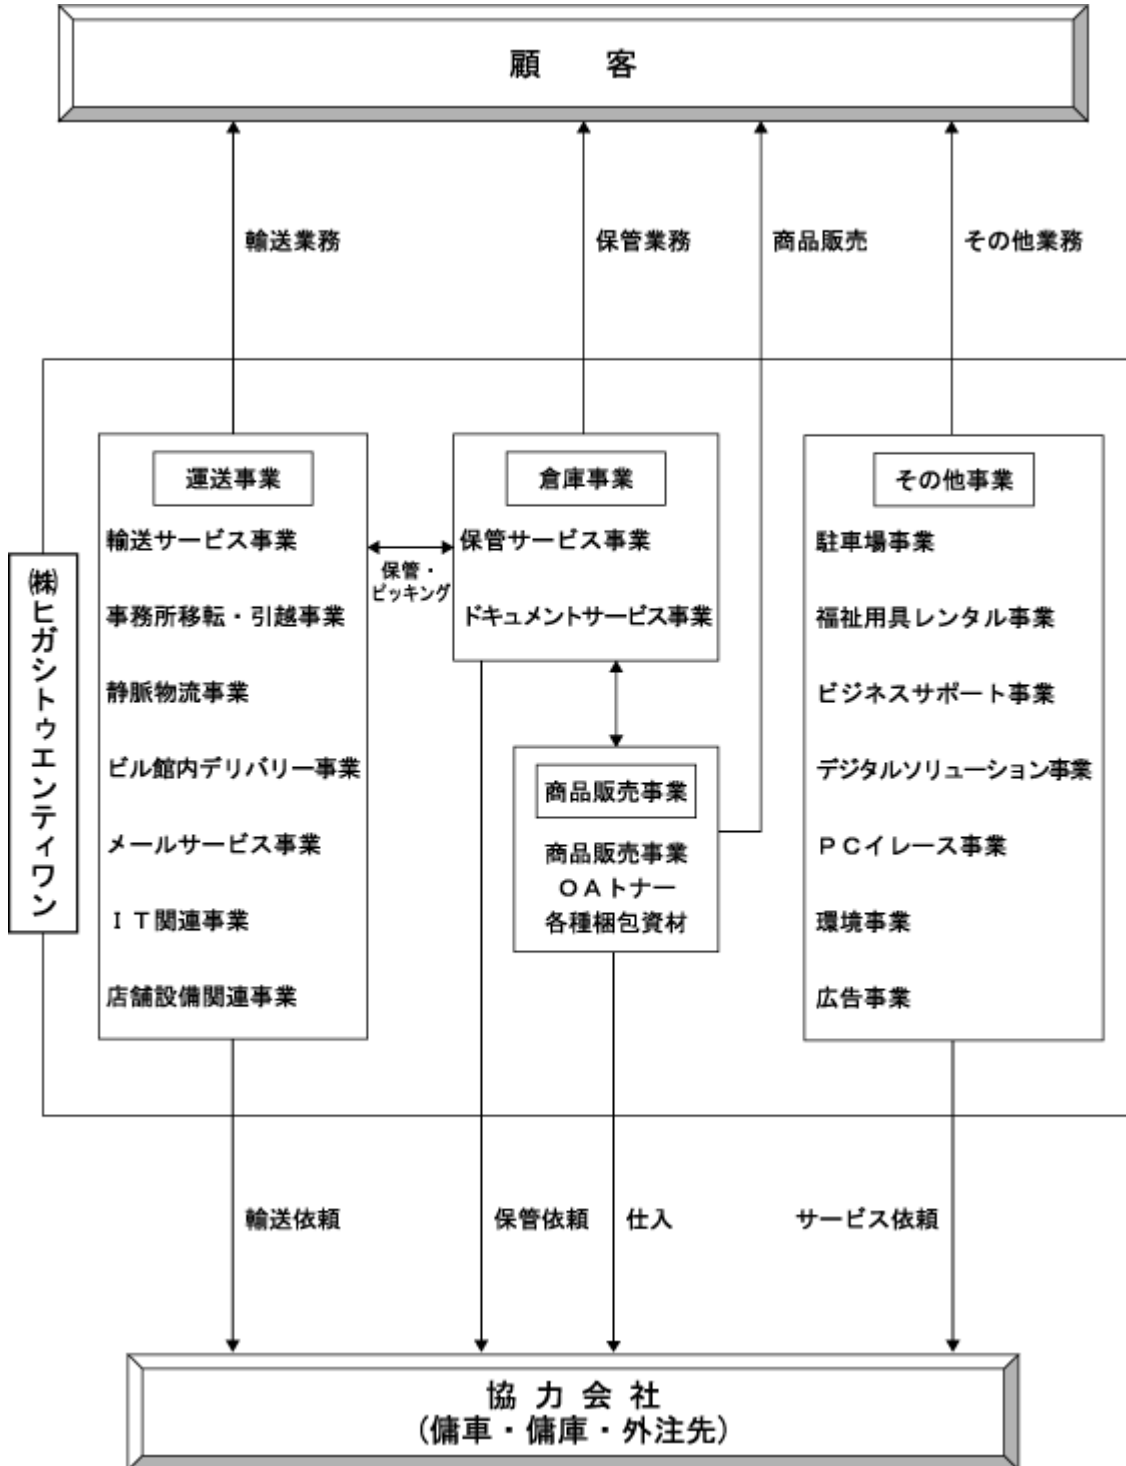 顧　客
輸送業務
保管業務
商品販売
その他業務
㈱ヒガシトゥエンティワン
運送事業
輸送サービス事業
事務所移転・引越事業
静脈物流事業
ビル館内デリバリー事業
メールサービス事業
ＩＴ関連事業
店舗設備関連事業
保管・
ピッキング
倉庫事業
保管サービス事業
ドキュメントサービス事業
商品販売事業
商品販売事業
ＯＡトナー
各種梱包資材
その他事業
駐車場事業
福祉用具レンタル事業
ビジネスサポート事業
デジタルソリューション事業
ＰＣイレース事業
環境事業
広告事業
輸送依頼
保管依頼
仕入
サービス依頼
協 力 会 社
(傭車・傭庫・外注先)